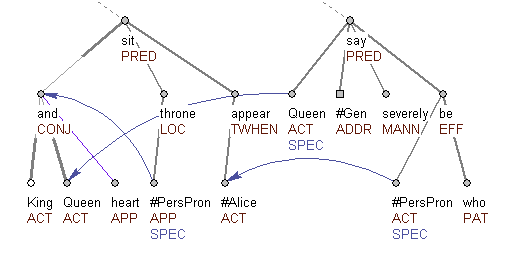 sit
PRED
say
PRED
and
CONJ
throne
LOC
appear
TWHEN
Queen
ACT
SPEC
#Gen
ADDR
severely
MANN
be
EFF
King
ACT
Queen
ACT
heart
APP
#PersPron
APP
SPEC
#Alice
ACT
#PersPron
ACT
SPEC
who
PAT